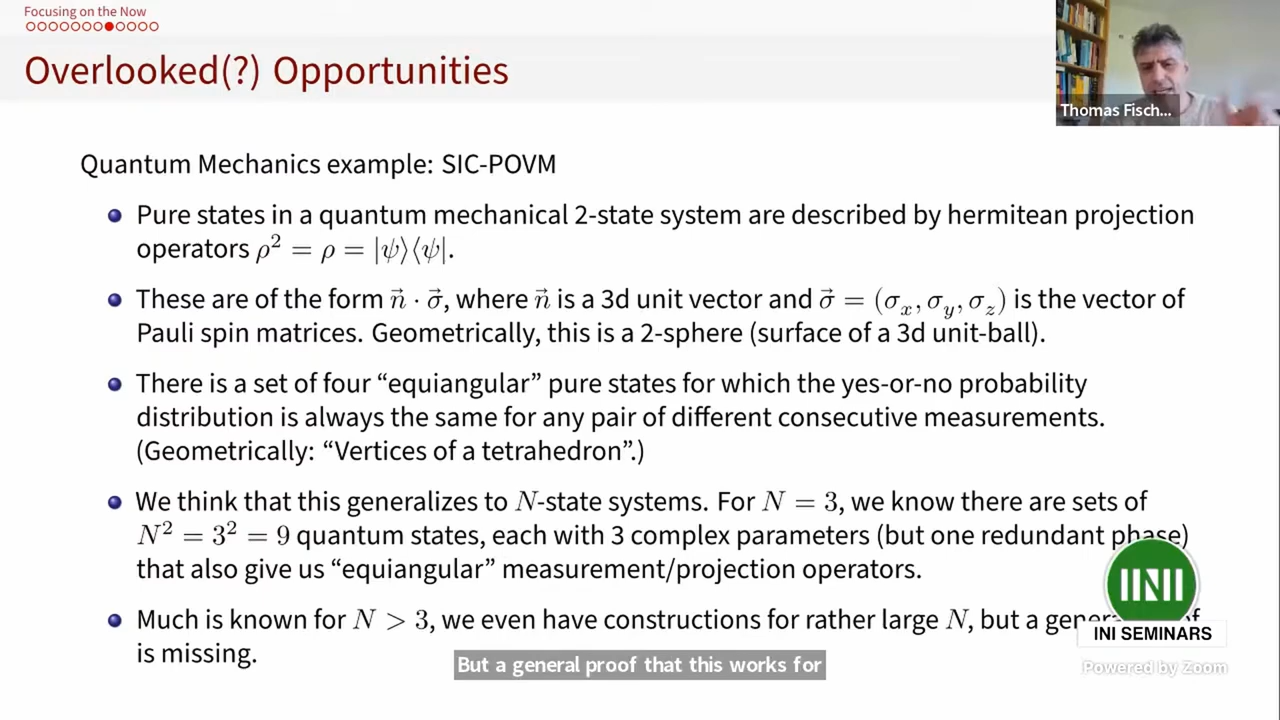 Focusing on the Now
Overlooked(?) Opportunities
Thomas Fisch...
Quantum Mechanics example: SIC-POVM
Pure states in a quantum mechanical 2-state system are described by hermitean projection
operators ρ² = ρ = |ψ⟩⟨ψ|.
These are of the form n⃗ · σ⃗, where n⃗ is a 3d unit vector and σ⃗ = (σₓ, σᵧ, σ_z) is the vector of
Pauli spin matrices. Geometrically, this is a 2-sphere (surface of a 3d unit-ball).
There is a set of four “equiangular” pure states for which the yes-or-no probability
distribution is always the same for any pair of different consecutive measurements.
(Geometrically: “Vertices of a tetrahedron”.)
We think that this generalizes to N-state systems. For N = 3, we know there are sets of
N² = 3² = 9 quantum states, each with 3 complex parameters (but one redundant phase)
that also give us “equiangular” measurement/projection operators.
Much is known for N > 3, we even have constructions for rather large N, but a
is missing.
But a general proof that this works for
INI
INI SEMINARS
Powered by Zoom